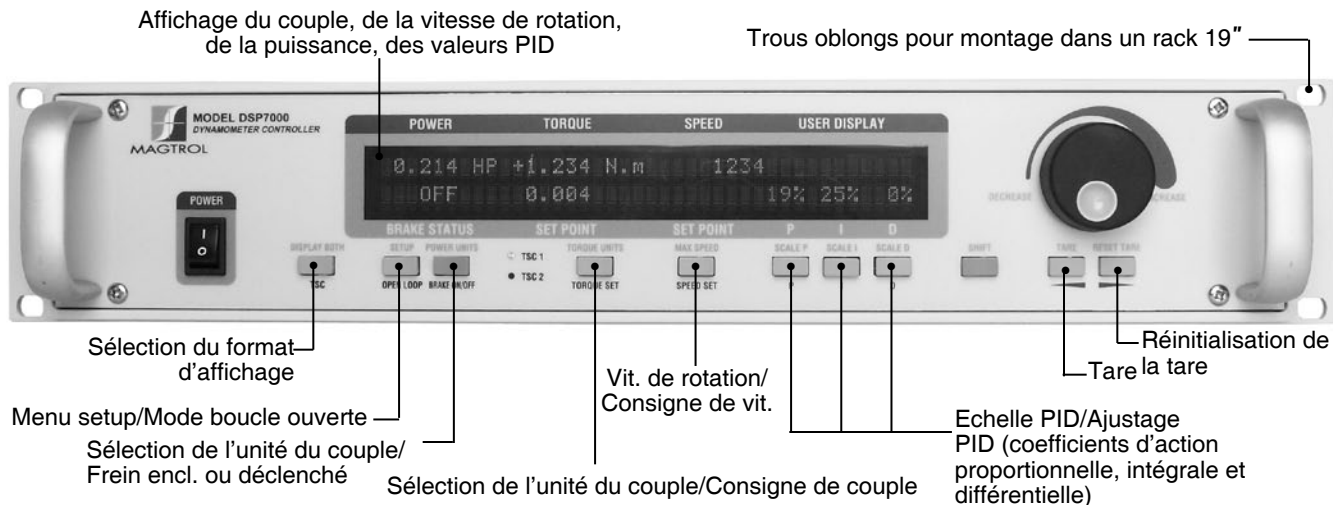 Affichage du couple, de la vitesse de rotation,
de la puissance, des valeurs PID
Trous oblongs pour montage dans un rack 19″
MODEL DSP7000
DYNAMOMETER CONTROLLER
MAGTROL
POWER
POWER TORQUE SPEED USER DISPLAY
0.214 HP +1.234 N.m 1234
OFF 0.004 19% 25% 0%
BRAKE STATUS SET POINT SET POINT P I D
DECREASE INCREASE
I
O
DISPLAY BOTH SETUP POWER UNITS TSC 1 TORQUE UNITS MAX SPEED SCALE P SCALE I SCALE D SHIFT TARE RESET TARE
TSC OPEN LOOP BRAKE ON/OFF TSC 2 TORQUE SET SPEED SET P I D
Sélection du format
d'affichage
Menu setup/Mode boucle ouverte
Sélection de l'unité du couple/
Frein encl. ou déclenché
Sélection de l'unité du couple/Consigne de couple
Vit. de rotation/
Consigne de vit.
Echelle PID/Ajustage
PID (coefficients d'action
proportionnelle, intégrale et
différentielle)
Tare
Réinitialisation de
la tare